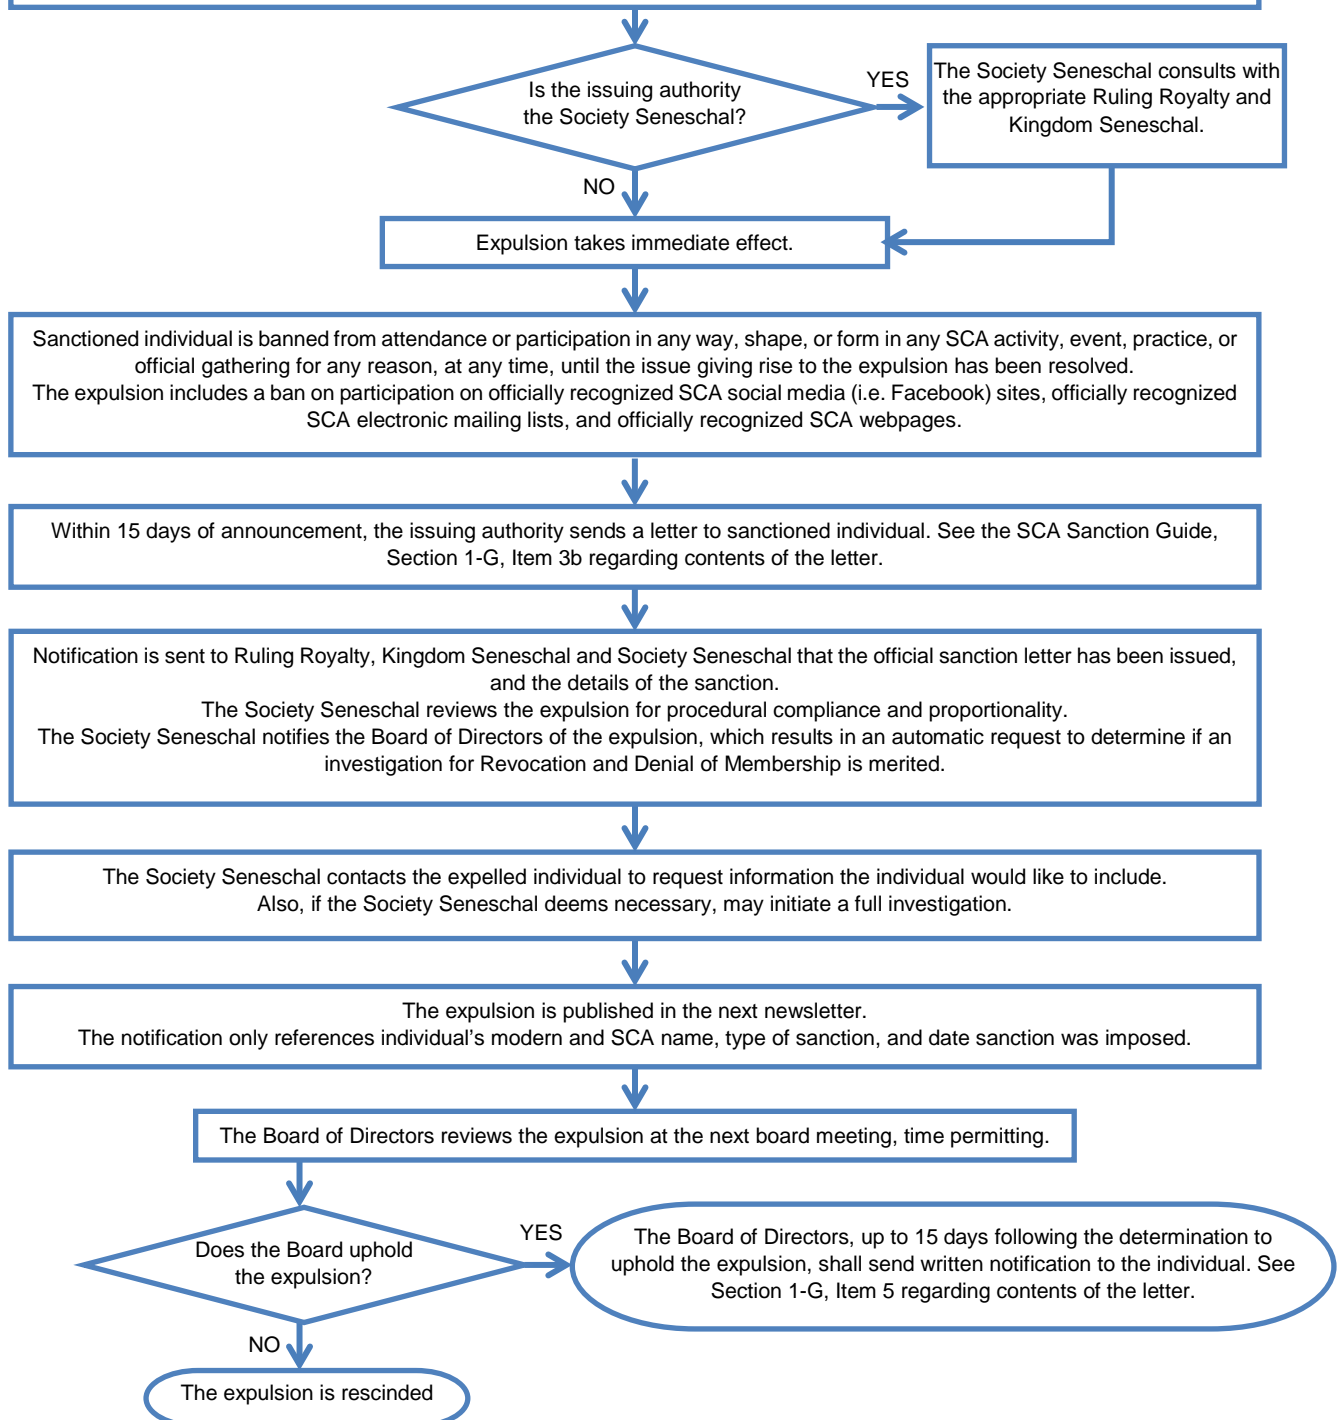 Is the issuing authority
the Society Seneschal?
YES
The Society Seneschal consults with
the appropriate Ruling Royalty and
Kingdom Seneschal.
NO
Expulsion takes immediate effect.
Sanctioned individual is banned from attendance or participation in any way, shape, or form in any SCA activity, event, practice, or
official gathering for any reason, at any time, until the issue giving rise to the expulsion has been resolved.
The expulsion includes a ban on participation on officially recognized SCA social media (i.e. Facebook) sites, officially recognized
SCA electronic mailing lists, and officially recognized SCA webpages.
Within 15 days of announcement, the issuing authority sends a letter to sanctioned individual. See the SCA Sanction Guide,
Section 1-G, Item 3b regarding contents of the letter.
Notification is sent to Ruling Royalty, Kingdom Seneschal and Society Seneschal that the official sanction letter has been issued,
and the details of the sanction.
The Society Seneschal reviews the expulsion for procedural compliance and proportionality.
The Society Seneschal notifies the Board of Directors of the expulsion, which results in an automatic request to determine if an
investigation for Revocation and Denial of Membership is merited.
The Society Seneschal contacts the expelled individual to request information the individual would like to include.
Also, if the Society Seneschal deems necessary, may initiate a full investigation.
The expulsion is published in the next newsletter.
The notification only references individual's modern and SCA name, type of sanction, and date sanction was imposed.
The Board of Directors reviews the expulsion at the next board meeting, time permitting.
Does the Board uphold
the expulsion?
YES
The Board of Directors, up to 15 days following the determination to
uphold the expulsion, shall send written notification to the individual. See
Section 1-G, Item 5 regarding contents of the letter.
NO
The expulsion is rescinded